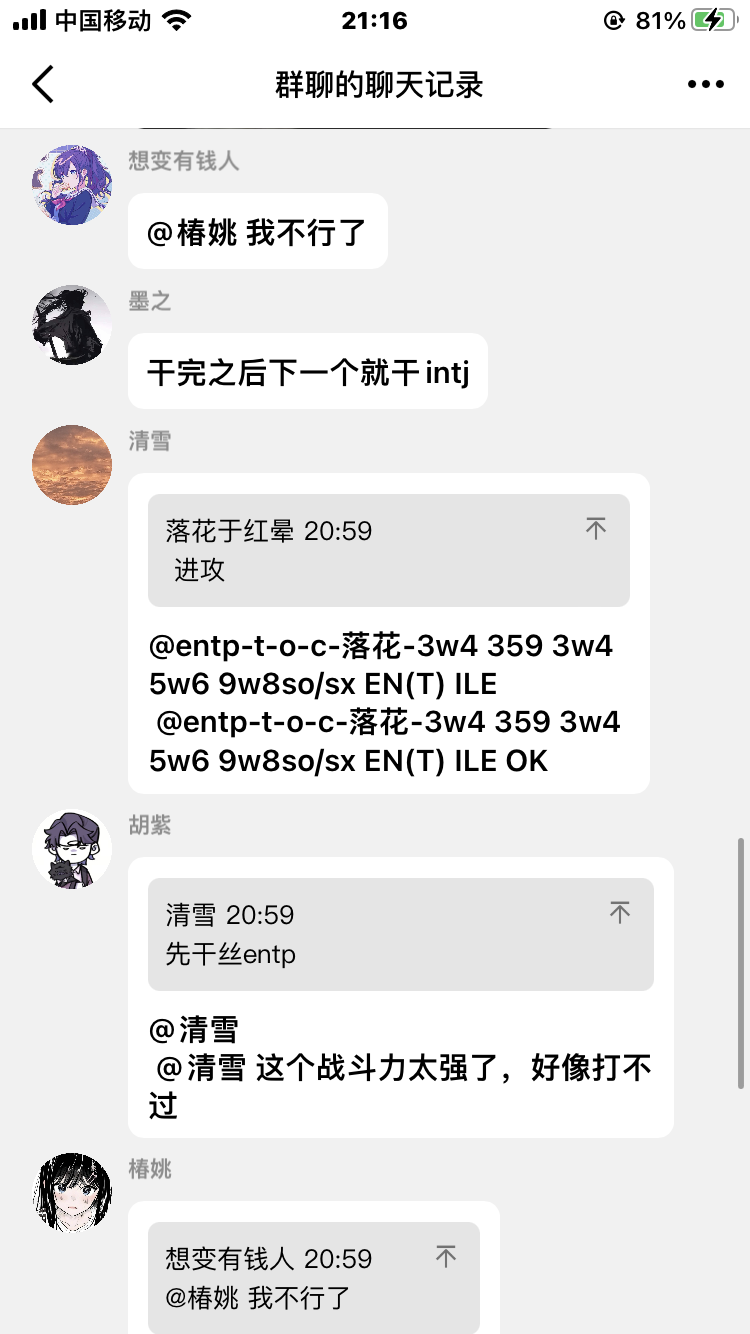 中国移动 21:16 81%
群聊的聊天记录
想变有钱人
@椿姚 我不行了
墨之
干完之后下一个就干intj
清雪
落花于红晕 20:59
进攻
@entp-t-o-c-落花-3w4 359 3w4
5w6 9w8so/sx EN(T) ILE
@entp-t-o-c-落花-3w4 359 3w4
5w6 9w8so/sx EN(T) ILE OK
胡紫
清雪 20:59
先干丝entp
@清雪
@清雪 这个战斗力太强了，好像打不
过
椿姚
想变有钱人 20:59
@椿姚 我不行了